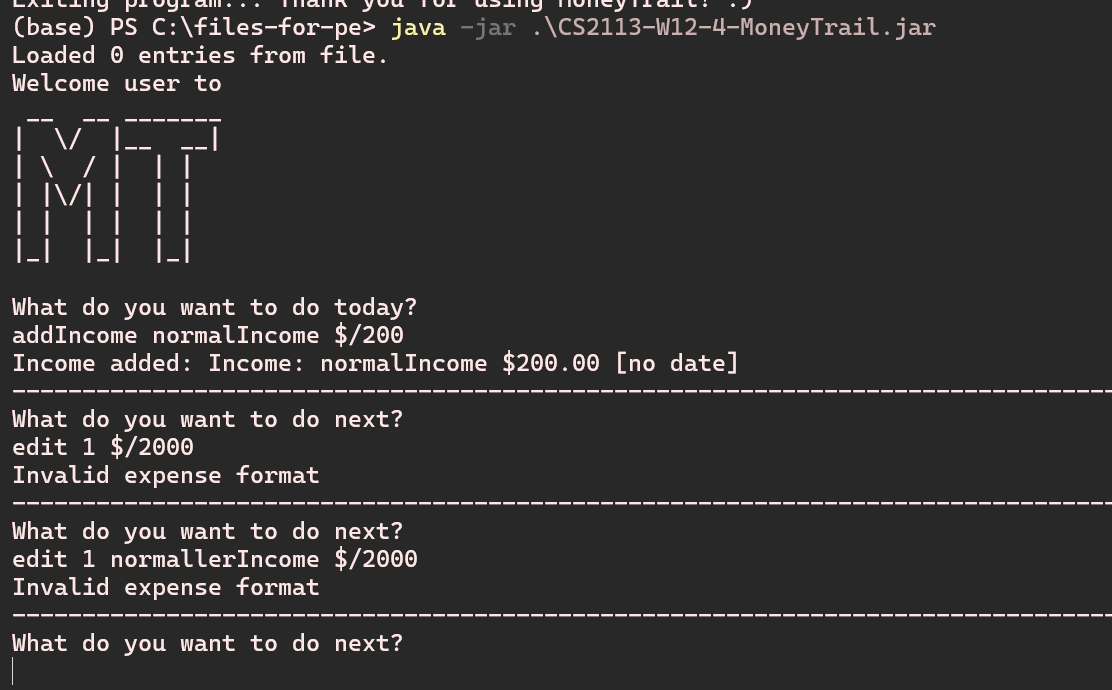 Exiting program... Thank you for using MoneyTrail! :)
(base) PS C:\files-for-pe> java -jar .\CS2113-W12-4-MoneyTrail.jar
Loaded 0 entries from file.
Welcome user to
 __  __ _______
|  \/  |__   __|
| \  / |  | |
| |\/| |  | |
| |  | |  | |
|_|  |_|  |_|
What do you want to do today?
addIncome normalIncome $/200
Income added: Income: normalIncome $200.00 [no date]
--------------------------------------------------------------------------------
What do you want to do next?
edit 1 $/2000
Invalid expense format
--------------------------------------------------------------------------------
What do you want to do next?
edit 1 normallerIncome $/2000
Invalid expense format
--------------------------------------------------------------------------------
What do you want to do next?